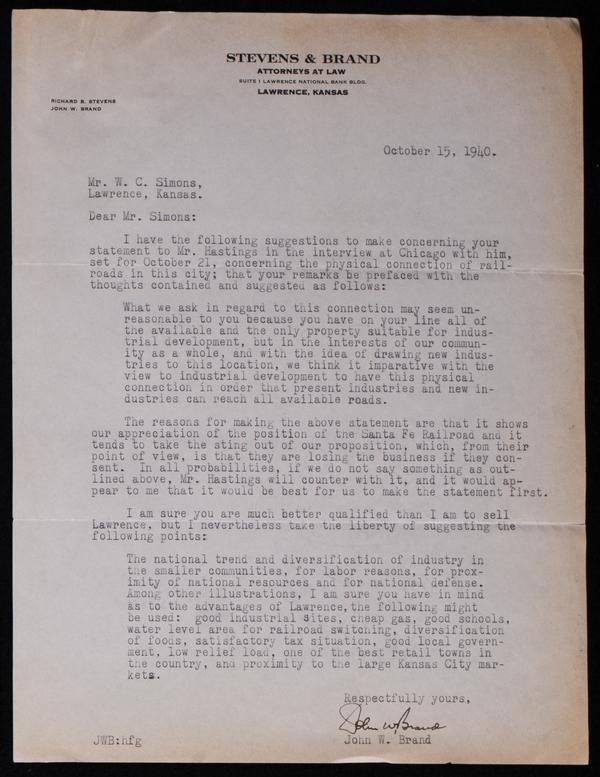 STEVENS & BRAND
ATTORNEYS AT LAW
SUITE 1 LAWRENCE NATIONAL BANK BLDG.
LAWRENCE, KANSAS
RICHARD B. STEVENS
JOHN W. BRAND
October 15, 1940.
Mr. W. C. Simons,
Lawrence, Kansas.
Dear Mr. Simons:
I have the following suggestions to make concerning your
statement to Mr. Hastings in the interview at Chicago with him,
set for October 21, concerning the physical connection of rail-
roads in this city; that your remarks be prefaced with the
thoughts contained and suggested as follows:
What we ask in regard to this connection may seem un-
reasonable to you because you have on your line all of
the available and the only property suitable for indus-
trial development, but in the interests of our commun-
ity as a whole, and with the idea of drawing new indus-
tries to this location, we think it imparative with the
view to industrial development to have this physical
connection in order that present industries and new in-
dustries can reach all available roads.
The reasons for making the above statement are that it shows
our appreciation of the position of the Santa Fe Railroad and it
tends to take the sting out of our proposition, which, from their
point of view, is that they are losing the business if they con-
sent. In all probabilities, if we do not say something as out-
lined above, Mr. Hastings will counter with it, and it would ap-
pear to me that it would be best for us to make the statement first.
I am sure you are much better qualified than I am to sell
Lawrence, but I nevertheless take the liberty of suggesting the
following points:
The national trend and diversification of industry in
the smaller communities, for labor reasons, for prox-
imity of national resources and for national defense.
Among other illustrations, I am sure you have in mind
as to the advantages of Lawrence, the following might
be used: good industrial sites, cheap gas, good schools,
water level area for railroad switching, diversification
of foods, satisfactory tax situation, good local govern-
ment, low relief load, one of the best retail towns in
the country, and proximity to the large Kansas City mar-
kets.
Respectfully yours,
John W. Brand
John W. Brand
JWB:hfg